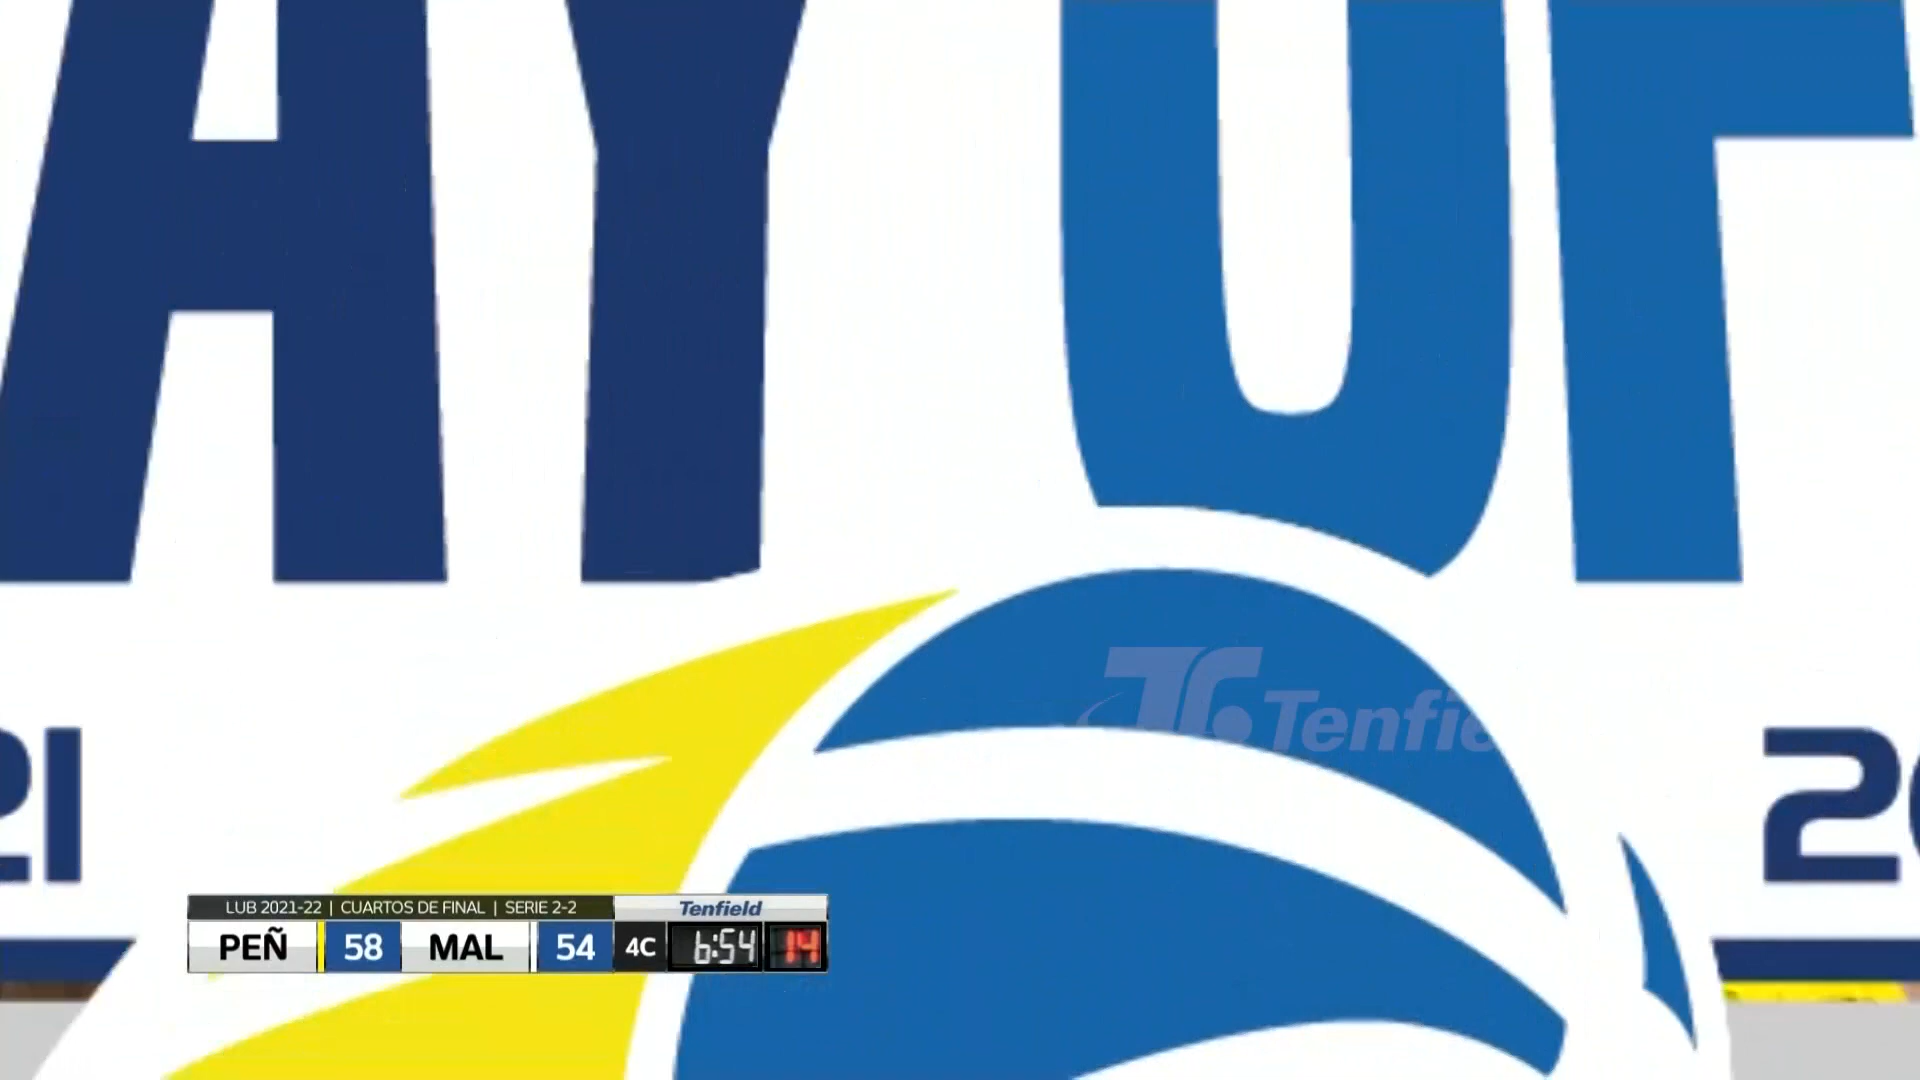 AY OF
21
20
Tenfield
LUB 2021-22 | CUARTOS DE FINAL | SERIE 2-2
Tenfield
PEÑ 58 MAL 54 4C 6:54 14